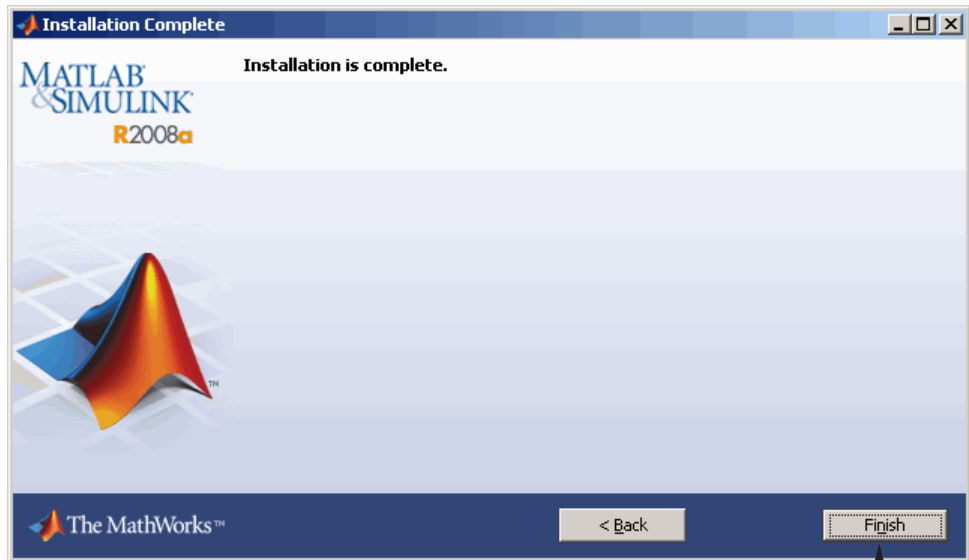 Installation Complete
MATLAB®
&SIMULINK®
R2008a
Installation is complete.
TM
The MathWorks™
< Back
Finish